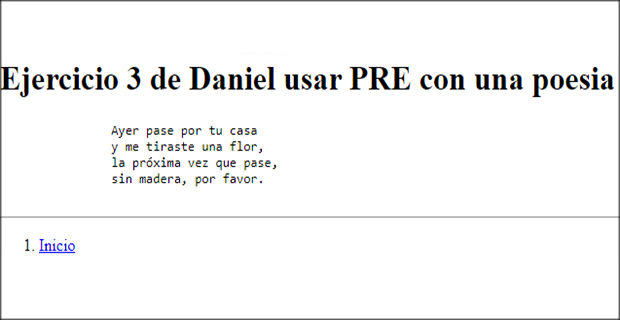 Ejercicio 3 de Daniel usar PRE con una poesia
Ayer pase por tu casa
y me tiraste una flor,
la próxima vez que pase,
sin madera, por favor.
1. Inicio